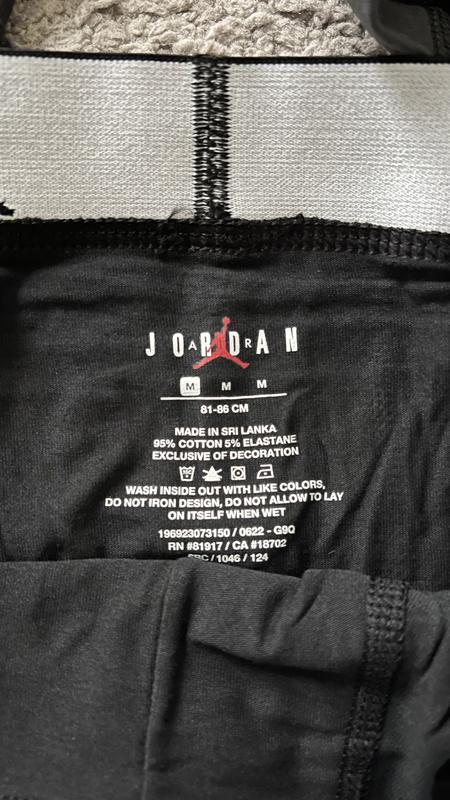 JORDAN
AIR
M M M
81-86 CM
MADE IN SRI LANKA
95% COTTON 5% ELASTANE
EXCLUSIVE OF DECORATION
WASH INSIDE OUT WITH LIKE COLORS,
DO NOT IRON DESIGN, DO NOT ALLOW TO LAY
ON ITSELF WHEN WET
196923073150 / 0622 - G9Q
RN #81917 / CA #18702
/ 1046 / 124